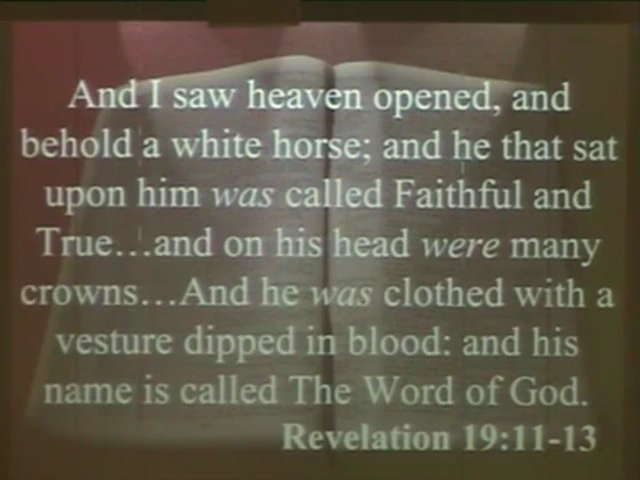 And I saw heaven opened, and
behold a white horse; and he that sat
upon him was called Faithful and
True…and on his head were many
crowns…And he was clothed with a
vesture dipped in blood: and his
name is called The Word of God.
Revelation 19:11-13